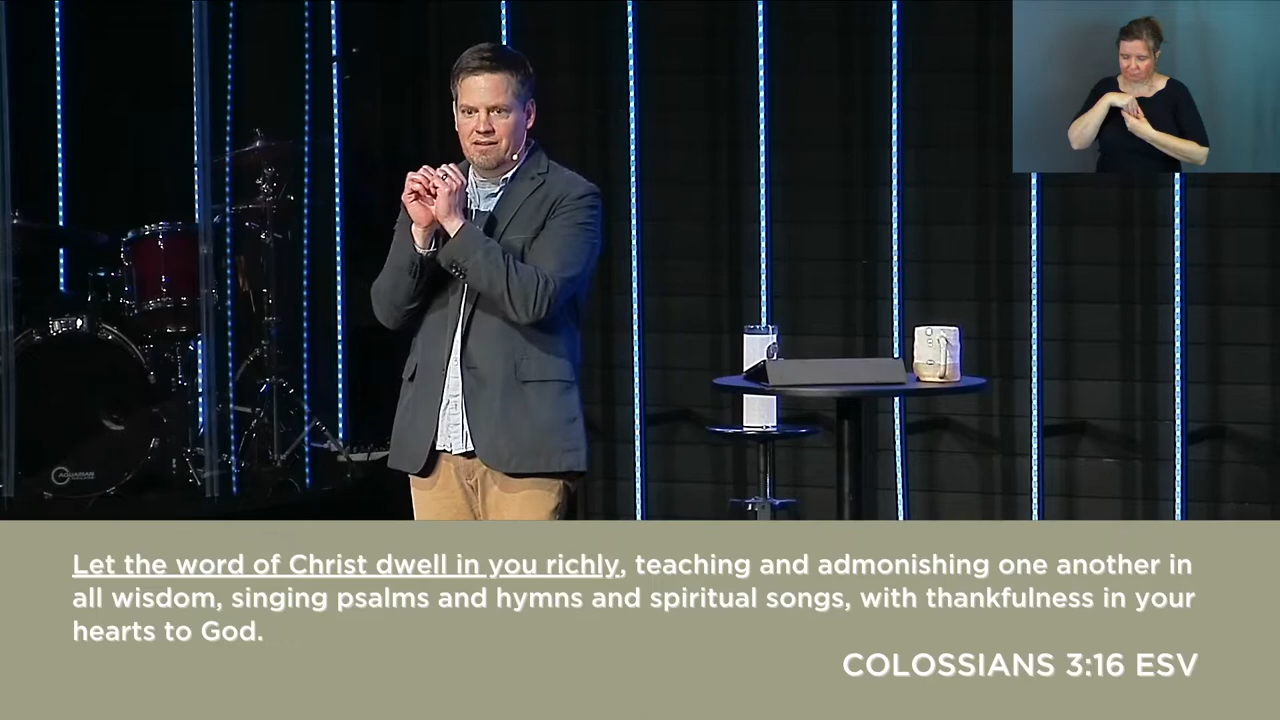 AQUARIAN
Let the word of Christ dwell in you richly, teaching and admonishing one another in
all wisdom, singing psalms and hymns and spiritual songs, with thankfulness in your
hearts to God.
COLOSSIANS 3:16 ESV